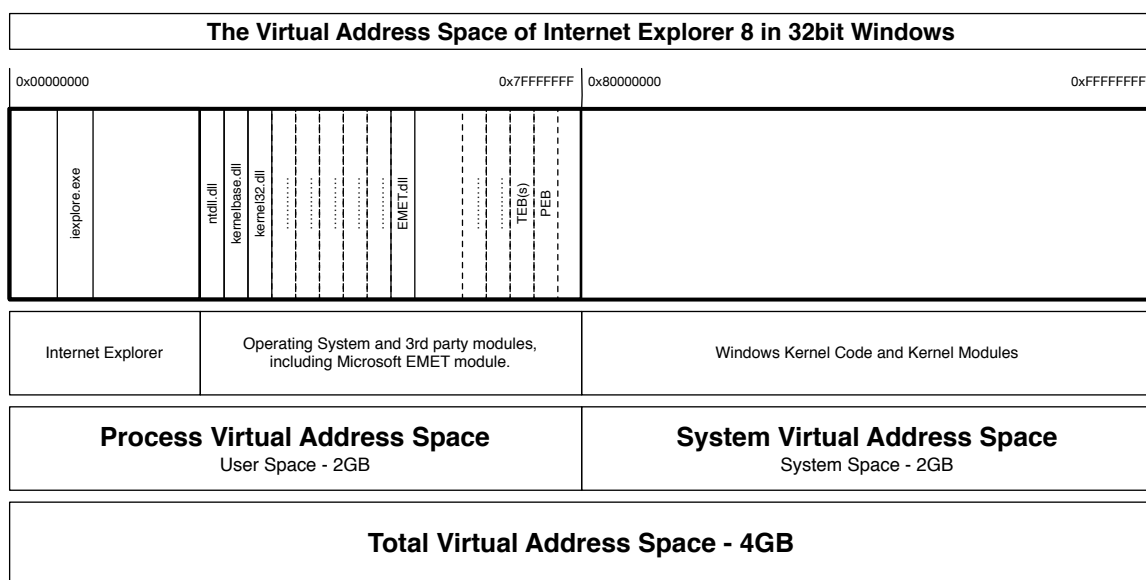 The Virtual Address Space of Internet Explorer 8 in 32bit Windows
0x00000000
0x7FFFFFFF
0x80000000
0xFFFFFFFF
iexplore.exe
ntdll.dll
kernelbase.dll
kernel32.dll
............
............
............
............
............
EMET.dll
............
............
TEB(s)
PEB
Internet Explorer
Operating System and 3rd party modules,
including Microsoft EMET module.
Windows Kernel Code and Kernel Modules
Process Virtual Address Space
User Space - 2GB
System Virtual Address Space
System Space - 2GB
Total Virtual Address Space - 4GB